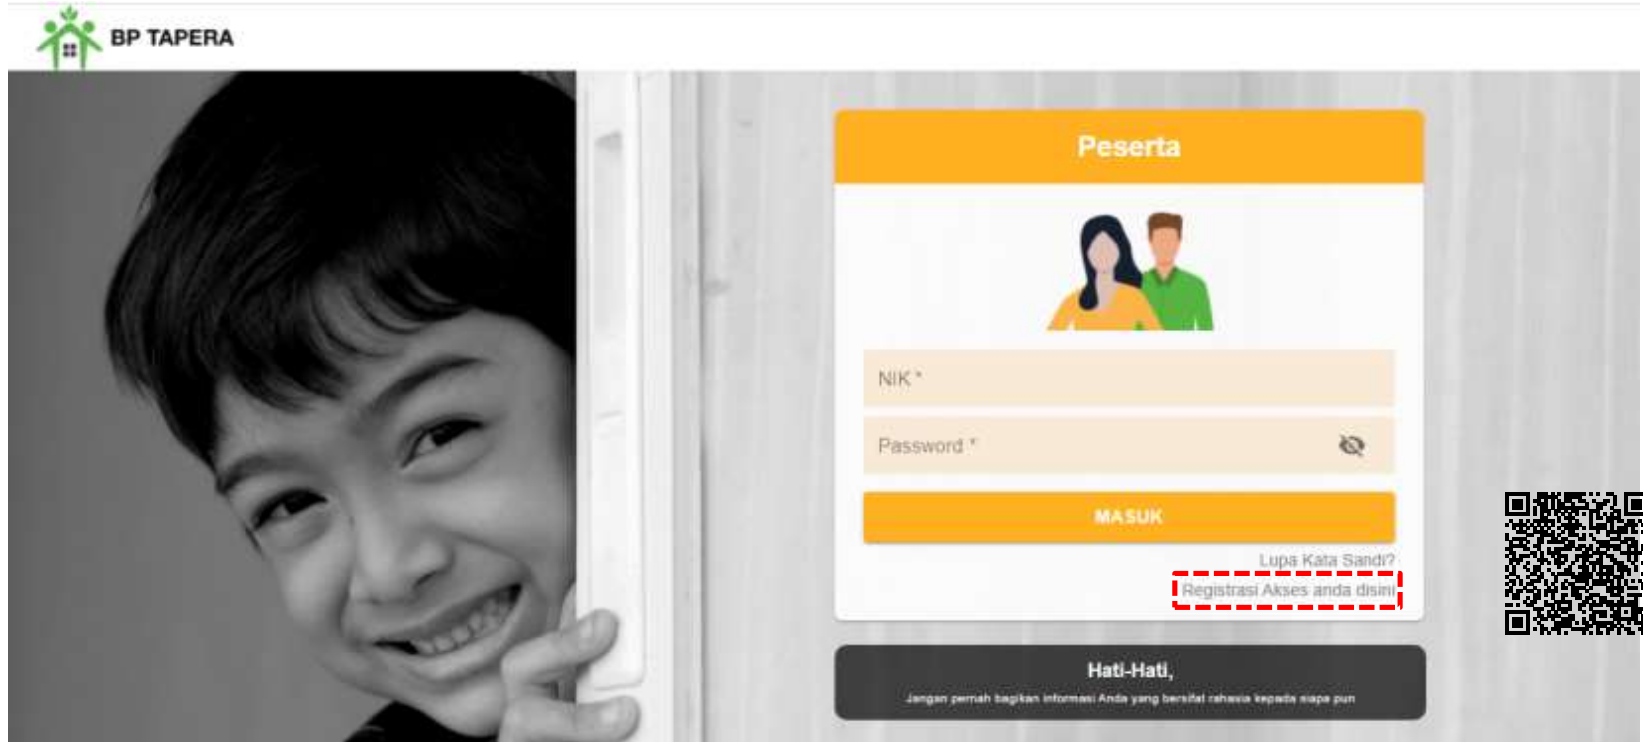 BP TAPERA
Peserta
NIK *
Password *
MASUK
Lupa Kata Sandi?
Registrasi Akses anda disini
Hati-Hati,
Jangan pernah bagikan informasi Anda yang bersifat rahasia kepada siapa pun